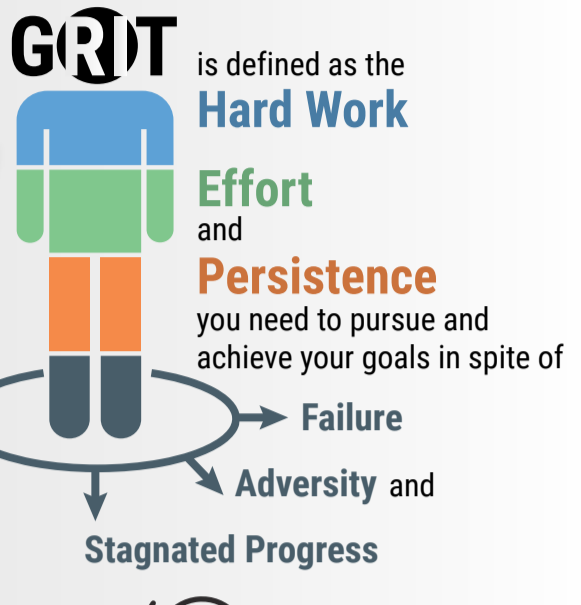 GRIT
is defined as the
Hard Work
Effort
and
Persistence
you need to pursue and
achieve your goals in spite of
Failure
Adversity and
Stagnated Progress